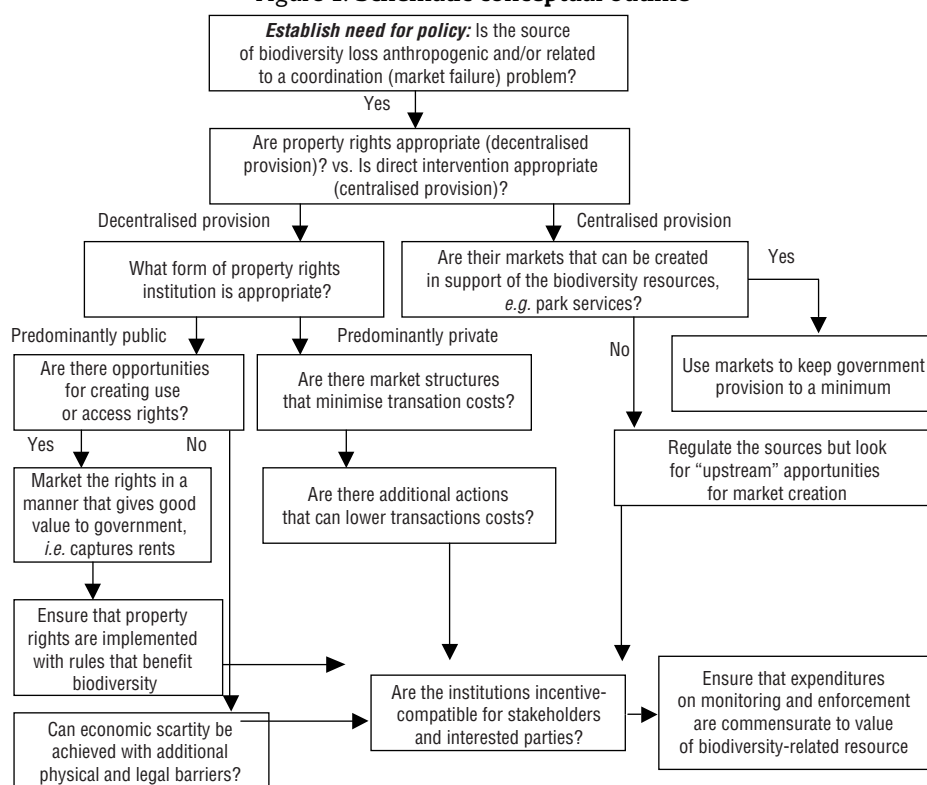 Establish need for policy: Is the source
of biodiversity loss anthropogenic and/or related
to a coordination (market failure) problem?
Yes
Are property rights appropriate (decentralised
provision)? vs. Is direct intervention appropriate
(centralised provision)?
Decentralised provision
Centralised provision
What form of property rights
institution is appropriate?
Are their markets that can be created
in support of the biodiversity resources,
e.g. park services?
Yes
Predominantly public
Predominantly private
No
Are there opportunities
for creating use
or access rights?
Are there market structures
that minimise transation costs?
Use markets to keep government
provision to a minimum
Yes
No
Market the rights in a
manner that gives good
value to government,
i.e. captures rents
Are there additional actions
that can lower transactions costs?
Regulate the sources but look
for "upstream" apportunities
for market creation
Ensure that property
rights are implemented
with rules that benefit
biodiversity
Can economic scartity be
achieved with additional
physical and legal barriers?
Are the institutions incentive-
compatible for stakeholders
and interested parties?
Ensure that expenditures
on monitoring and enforcement
are commensurate to value
of biodiversity-related resource